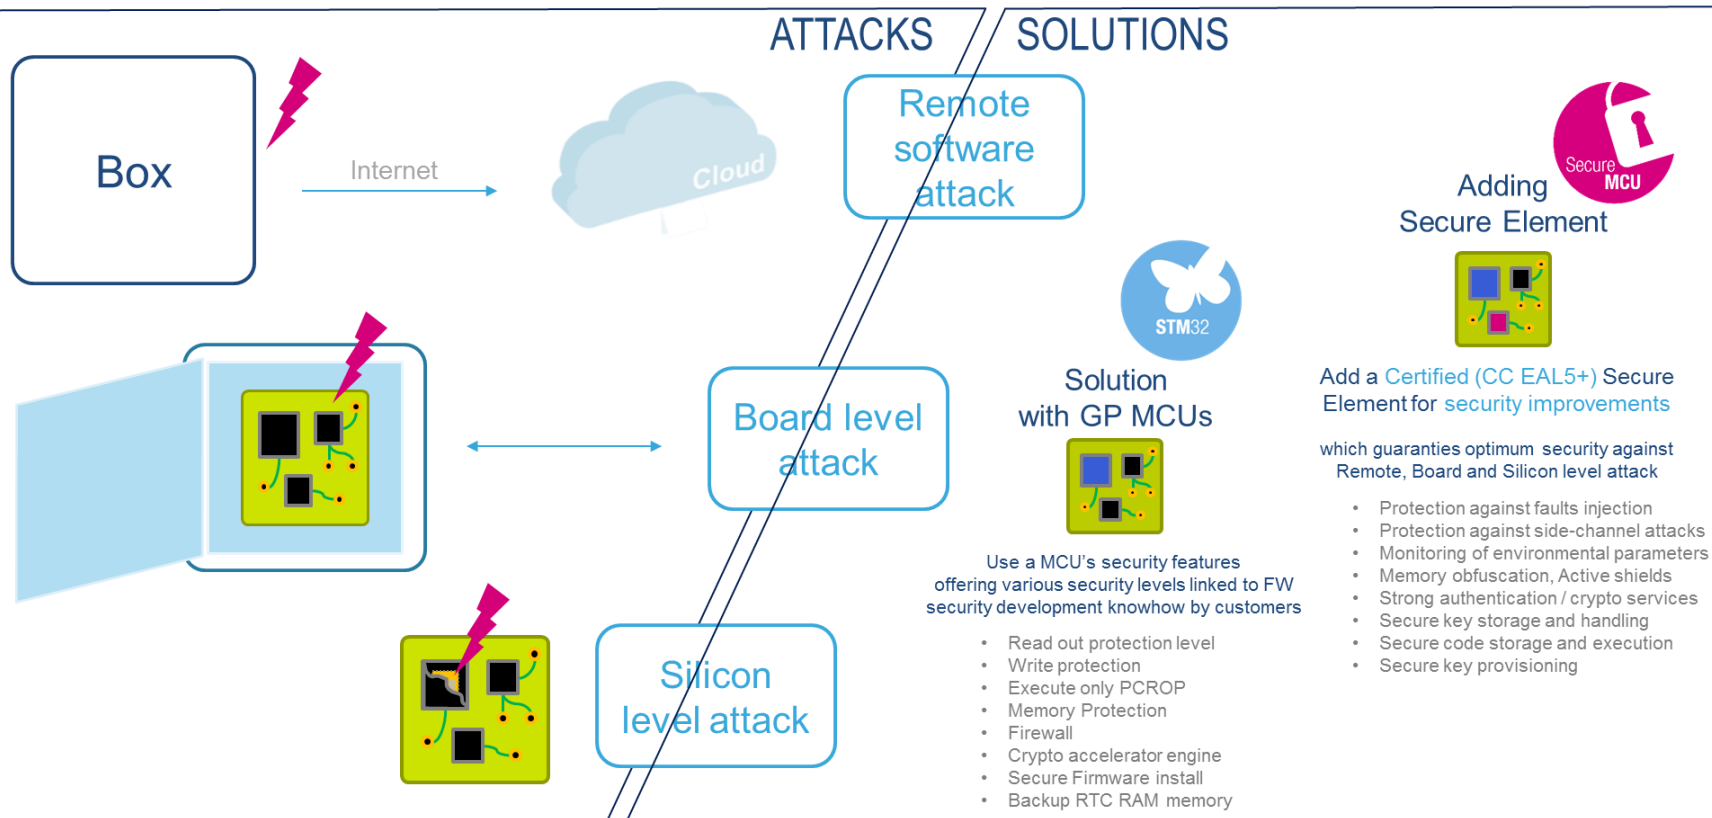 ATTACKS
SOLUTIONS
Box
Internet
Cloud
Remote
software
attack
Board level
attack
Silicon
level attack
STM32
Solution
with GP MCUs
Use a MCU’s security features
offering various security levels linked to FW
security development knowhow by customers
• Read out protection level
• Write protection
• Execute only PCROP
• Memory Protection
• Firewall
• Crypto accelerator engine
• Secure Firmware install
• Backup RTC RAM memory
Secure
MCU
Adding
Secure Element
Add a Certified (CC EAL5+) Secure
Element for security improvements
which guaranties optimum security against
Remote, Board and Silicon level attack
• Protection against faults injection
• Protection against side-channel attacks
• Monitoring of environmental parameters
• Memory obfuscation, Active shields
• Strong authentication / crypto services
• Secure key storage and handling
• Secure code storage and execution
• Secure key provisioning